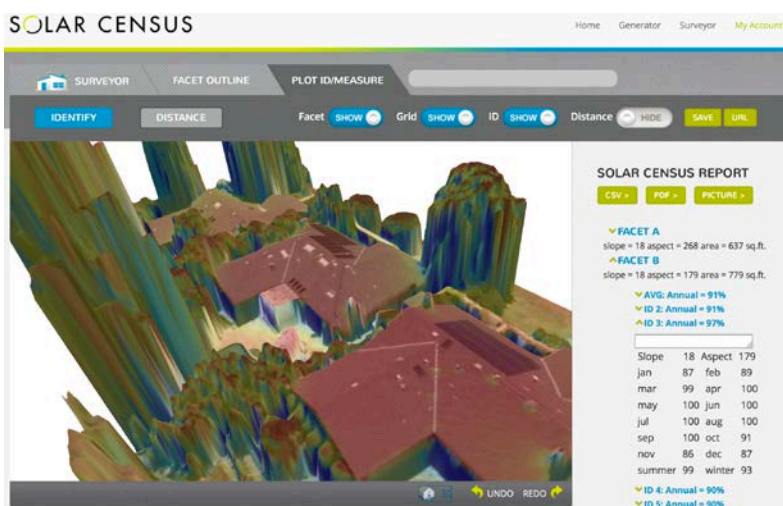 SOLAR CENSUS
Home Generator Surveyor My Account
SURVEYOR FACET OUTLINE PLOT ID/MEASURE
IDENTIFY DISTANCE Facet SHOW Grid SHOW ID SHOW Distance HIDE SAVE URL
SOLAR CENSUS REPORT
CSV > PDF > PICTURE >
FACET A
slope = 18 aspect = 268 area = 637 sq.ft.
FACET B
slope = 18 aspect = 179 area = 779 sq.ft.
AVG: Annual = 91%
ID 2: Annual = 91%
ID 3: Annual = 97%
Slope 18 Aspect 179
jan 87 feb 89
mar 99 apr 100
may 100 jun 100
jul 100 aug 100
sep 100 oct 91
nov 86 dec 87
summer 99 winter 93
ID 4: Annual = 90%
ID 5: Annual = 90%
UNDO REDO